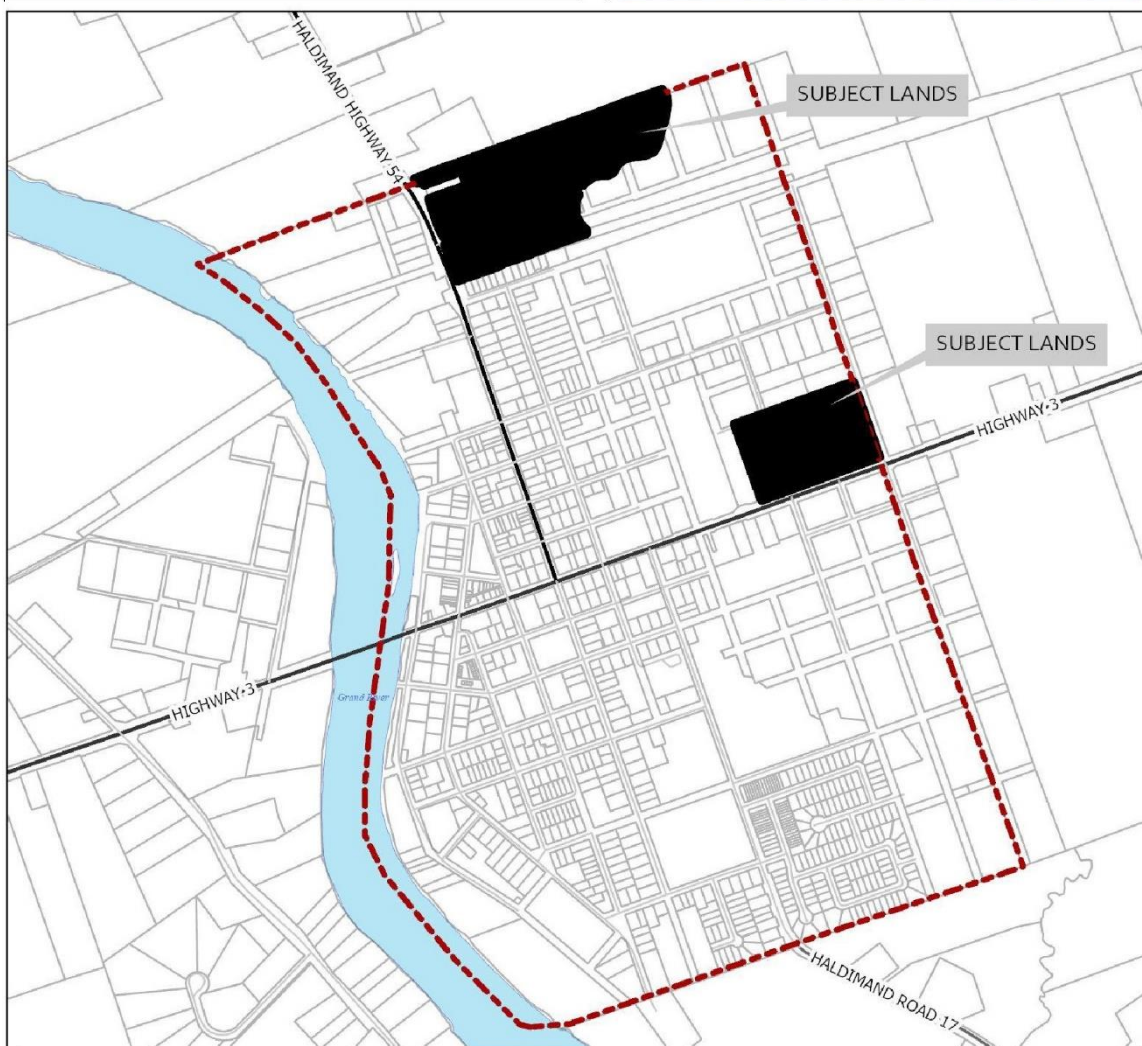 HALDIMAND HIGHWAY 54
SUBJECT LANDS
SUBJECT LANDS
HIGHWAY 3
HIGHWAY 3
Grand River
HALDIMAND ROAD 17